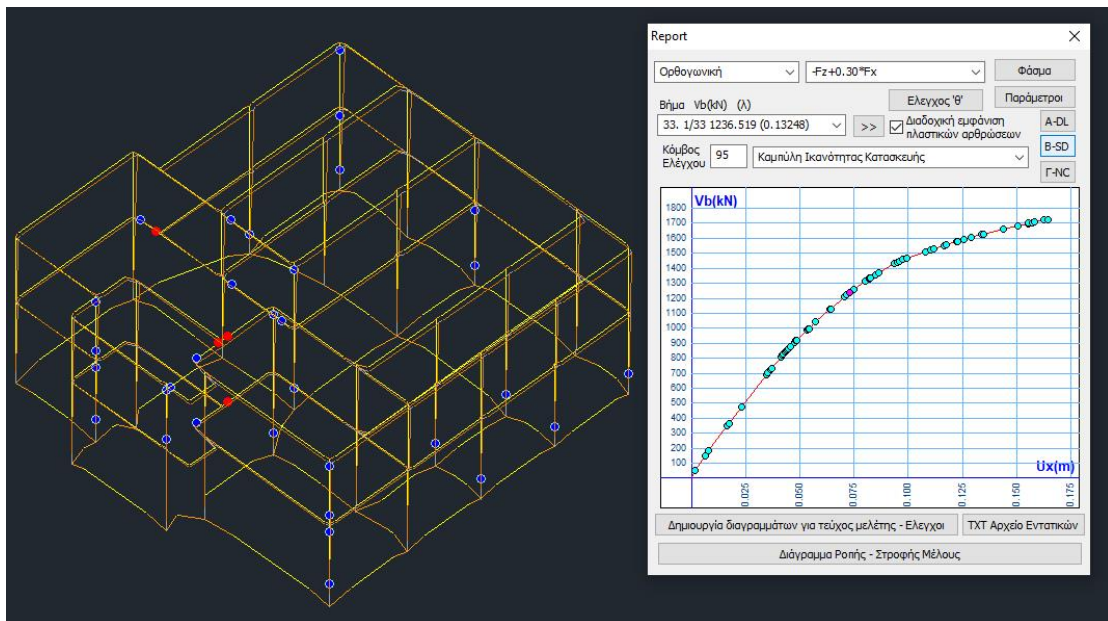 Report
Ορθογωνική -Fz+0.30*Fx Φάσμα
Βήμα Vb(kN) (λ) Ελεγχος 'θ' Παράμετροι
33. 1/33 1236.519 (0.13248) >> Διαδοχική εμφάνιση πλαστικών αρθρώσεων A-DL
Κόμβος Ελέγχου 95 Καμπύλη Ικανότητας Κατασκευής B-SD
Γ-NC
Vb(kN)
1800
1700
1600
1500
1400
1300
1200
1100
1000
900
800
700
600
500
400
300
200
100
Ux(m)
0.025 0.050 0.075 0.100 0.125 0.150 0.175
Δημιουργία διαγραμμάτων για τεύχος μελέτης - Ελεγχοι TXT Αρχείο Εντατικών
Διάγραμμα Ροπής - Στροφής Μέλους